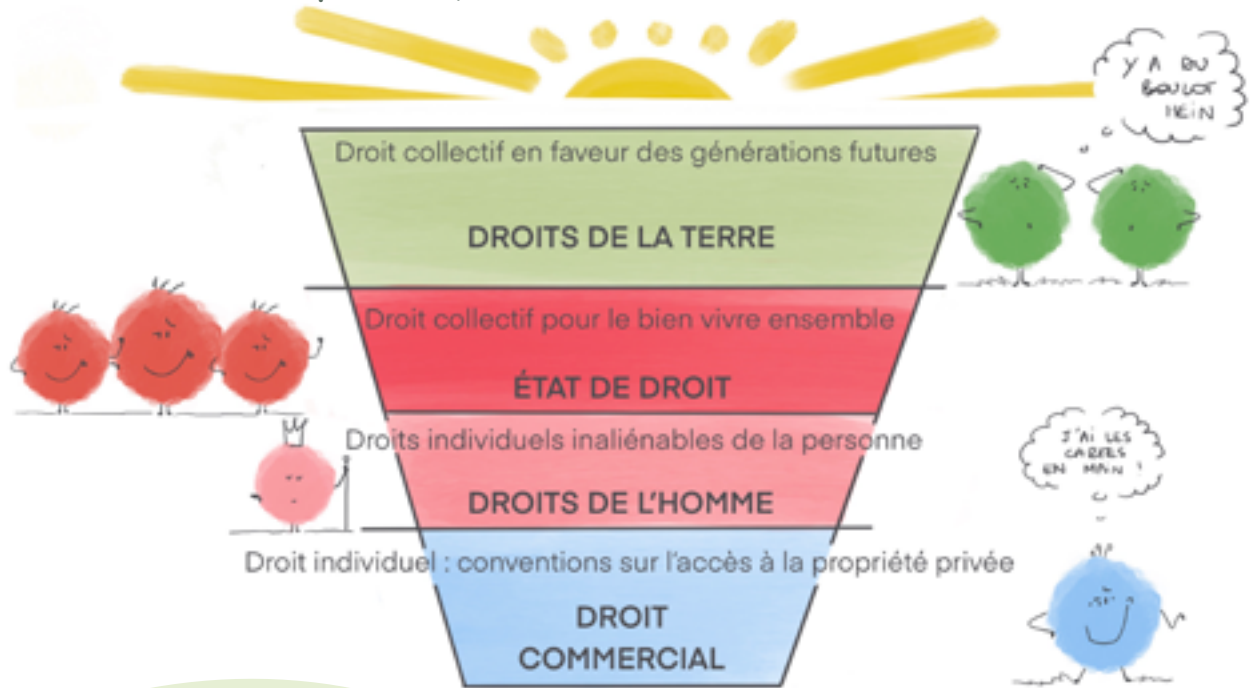 Y A DU
BOULOT
HEIN
Droit collectif en faveur des générations futures
DROITS DE LA TERRE
Droit collectif pour le bien vivre ensemble
ÉTAT DE DROIT
Droits individuels inaliénables de la personne
J'AI LES
CARTES
EN MAIN !
DROITS DE L'HOMME
Droit individuel : conventions sur l'accès à la propriété privée
DROIT
COMMERCIAL